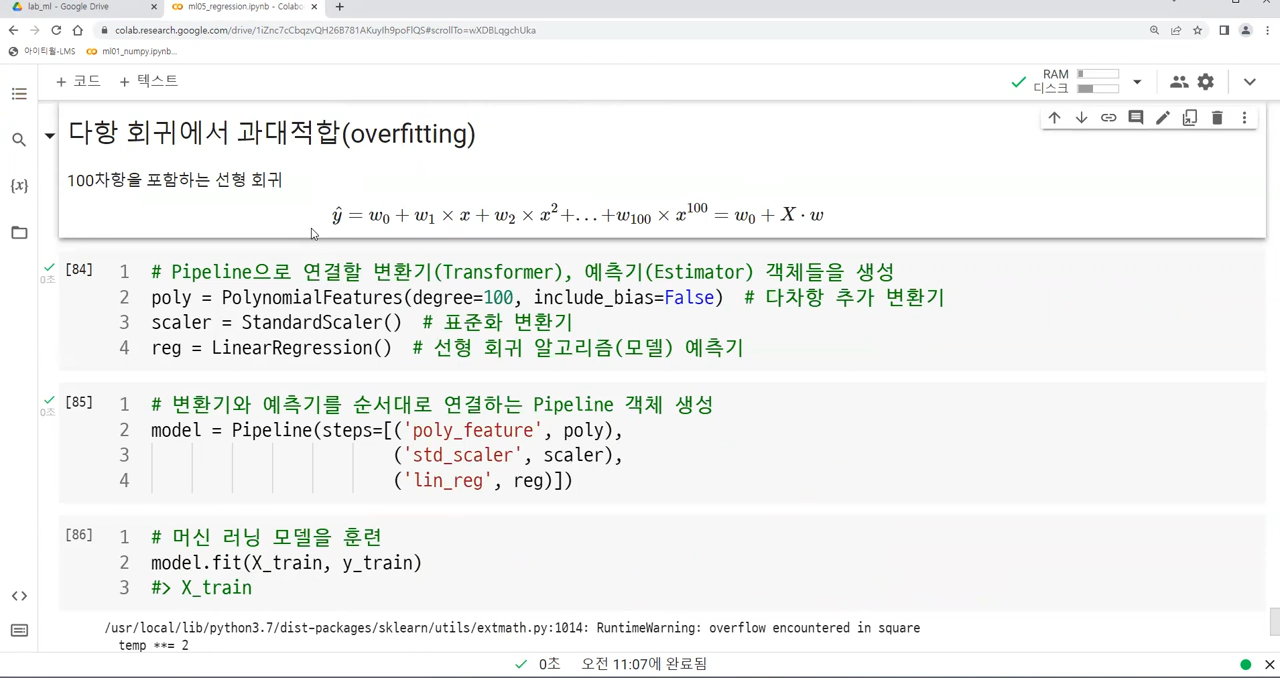 lab_ml - Google Drive
ml05_regression.ipynb - Colabo
colab.research.google.com/drive/1iZnc7cCbqzvQH26B781AKuyIh9poFlQS#scrollTo=wXDBLqgchUka
아이티윌-LMS
ml01_numpy.ipynb...
+ 코드 + 텍스트
RAM
디스크
다항 회귀에서 과대적합(overfitting)
100차항을 포함하는 선형 회귀
ŷ = w₀ + w₁ × x + w₂ × x² +...+ w₁₀₀ × x¹⁰⁰ = w₀ + X · w
0초
[84]
1 # Pipeline으로 연결할 변환기(Transformer), 예측기(Estimator) 객체들을 생성
2 poly = PolynomialFeatures(degree=100, include_bias=False)  # 다차항 추가 변환기
3 scaler = StandardScaler()  # 표준화 변환기
4 reg = LinearRegression()  # 선형 회귀 알고리즘(모델) 예측기
0초
[85]
1 # 변환기와 예측기를 순서대로 연결하는 Pipeline 객체 생성
2 model = Pipeline(steps=[('poly_feature', poly),
3 ('std_scaler', scaler),
4 ('lin_reg', reg)])
[86]
1 # 머신 러닝 모델을 훈련
2 model.fit(X_train, y_train)
3 #> X_train
/usr/local/lib/python3.7/dist-packages/sklearn/utils/extmath.py:1014: RuntimeWarning: overflow encountered in square
temp **= 2
0초 오전 11:07에 완료됨